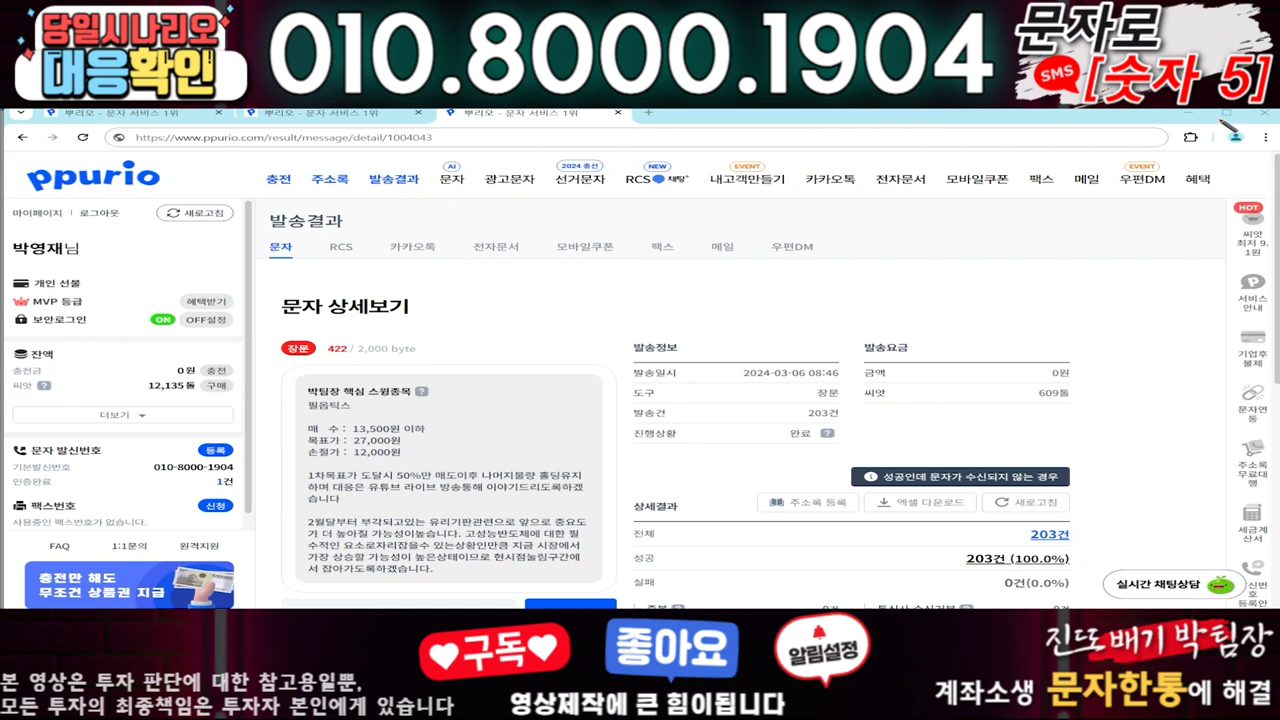 당일시나리오
대응확인
010.8000.1904
문자로
SMS [숫자 5]
뿌리오 - 문자 서비스 1위
뿌리오 - 문자 서비스 1위
뿌리오 - 문자 서비스 1위
https://www.ppurio.com/result/message/detail/1004043
ppurio
AI
2024 총선
NEW
EVENT
EVENT
충전 주소록 발송결과 문자 광고문자 선거문자 RCS 채팅+ 내고객만들기 카카오톡 전자문서 모바일쿠폰 팩스 메일 우편DM 혜택
마이페이지 | 로그아웃 새로고침
박영재님
개인 선불
MVP 등급 혜택받기
보안로그인 ON OFF설정
잔액
충전금 0원 충전
씨앗 ? 12,135톨 구매
더보기
문자 발신번호 등록
기본발신번호 010-8000-1904
인증완료 1건
팩스번호 신청
사용중인 팩스번호가 없습니다.
FAQ 1:1문의 원격지원
충전만 해도
무조건 상품권 지급
발송결과
문자 RCS 카카오톡 전자문서 모바일쿠폰 팩스 메일 우편DM
문자 상세보기
장문 422 / 2,000 byte
박팀장 핵심 스윙종목 ?
필옵틱스
매 수 : 13,500원 이하
목표가 : 27,000원
손절가 : 12,000원
1차목표가 도달시 50%만 매도이후 나머지물량 홀딩유지
하며 대응은 유튜브 라이브 방송통해 이야기드리도록하겠
습니다
2월달부터 부각되고있는 유리기판관련으로 앞으로 중요도
가 더 높아질 가능성이높습니다. 고성능반도체에 대한 필
수적인 요소로자리잡을수 있는상황인만큼 지금 시장에서
가장 상승할 가능성이 높은상태이므로 현시점눌림구간에
서 잡아가도록하겠습니다.
발송정보
발송일시 2024-03-06 08:46
도구 장문
발송건 203건
진행상황 완료 ?
발송요금
금액 0원
씨앗 609톨
성공인데 문자가 수신되지 않는 경우
상세결과 주소록 등록 엑셀 다운로드 새로고침
전체 203건
성공 203건 (100.0%)
실패 0건(0.0%)
HOT
씨앗
최저 9.
1원
서비스
안내
기업후
불제
문자연
동
주소록
무료대
행
세금계
산서
발신번
호
등록안
실시간 채팅상담
구독
좋아요
알림설정
영상제작에 큰 힘이됩니다
본 영상은 투자 판단에 대한 참고용일뿐,
모든 투자의 최종책임은 투자자 본인에게 있습니다
진또배기 박팀장
계좌소생 문자한통에 해결